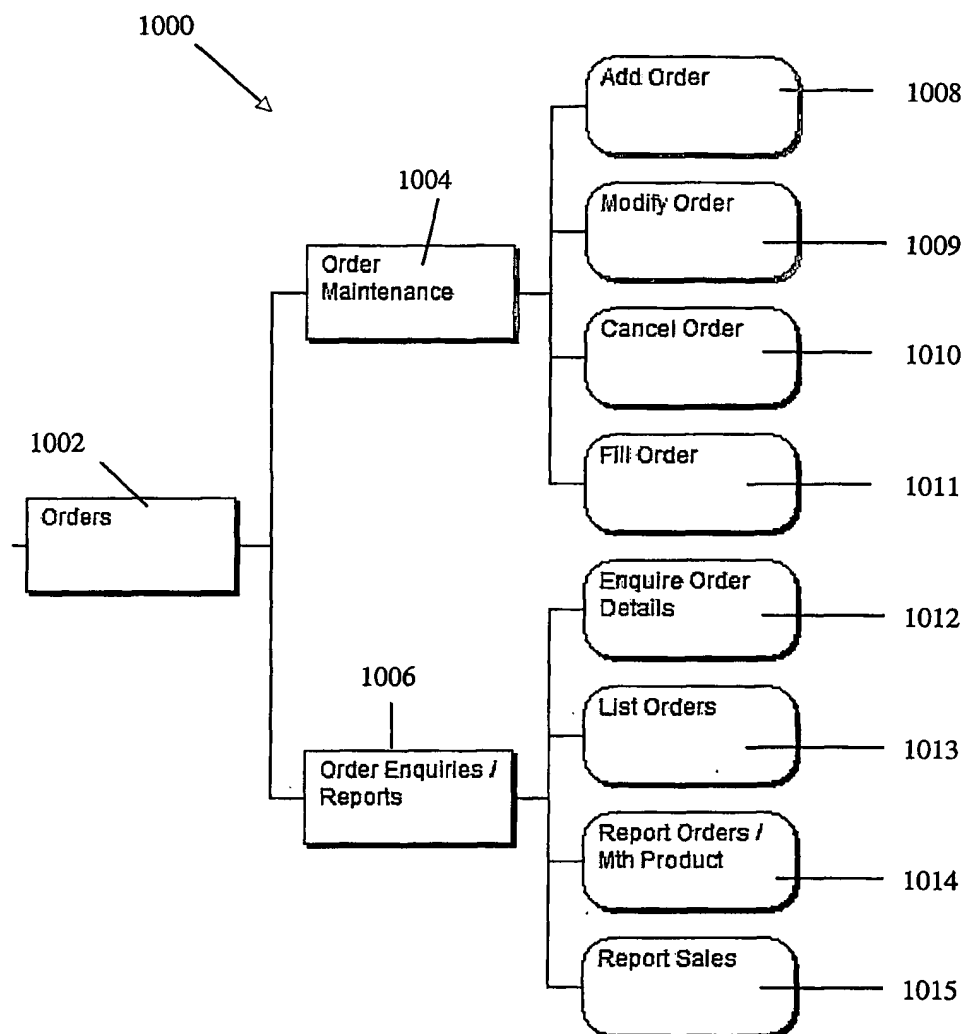 1000
Add Order
1008
1004
Modify Order
1009
Order
Maintenance
Cancel Order
1010
1002
Fill Order
1011
Orders
Enquire Order
Details
1012
1006
List Orders
1013
Order Enquiries /
Reports
Report Orders /
Mth Product
1014
Report Sales
1015